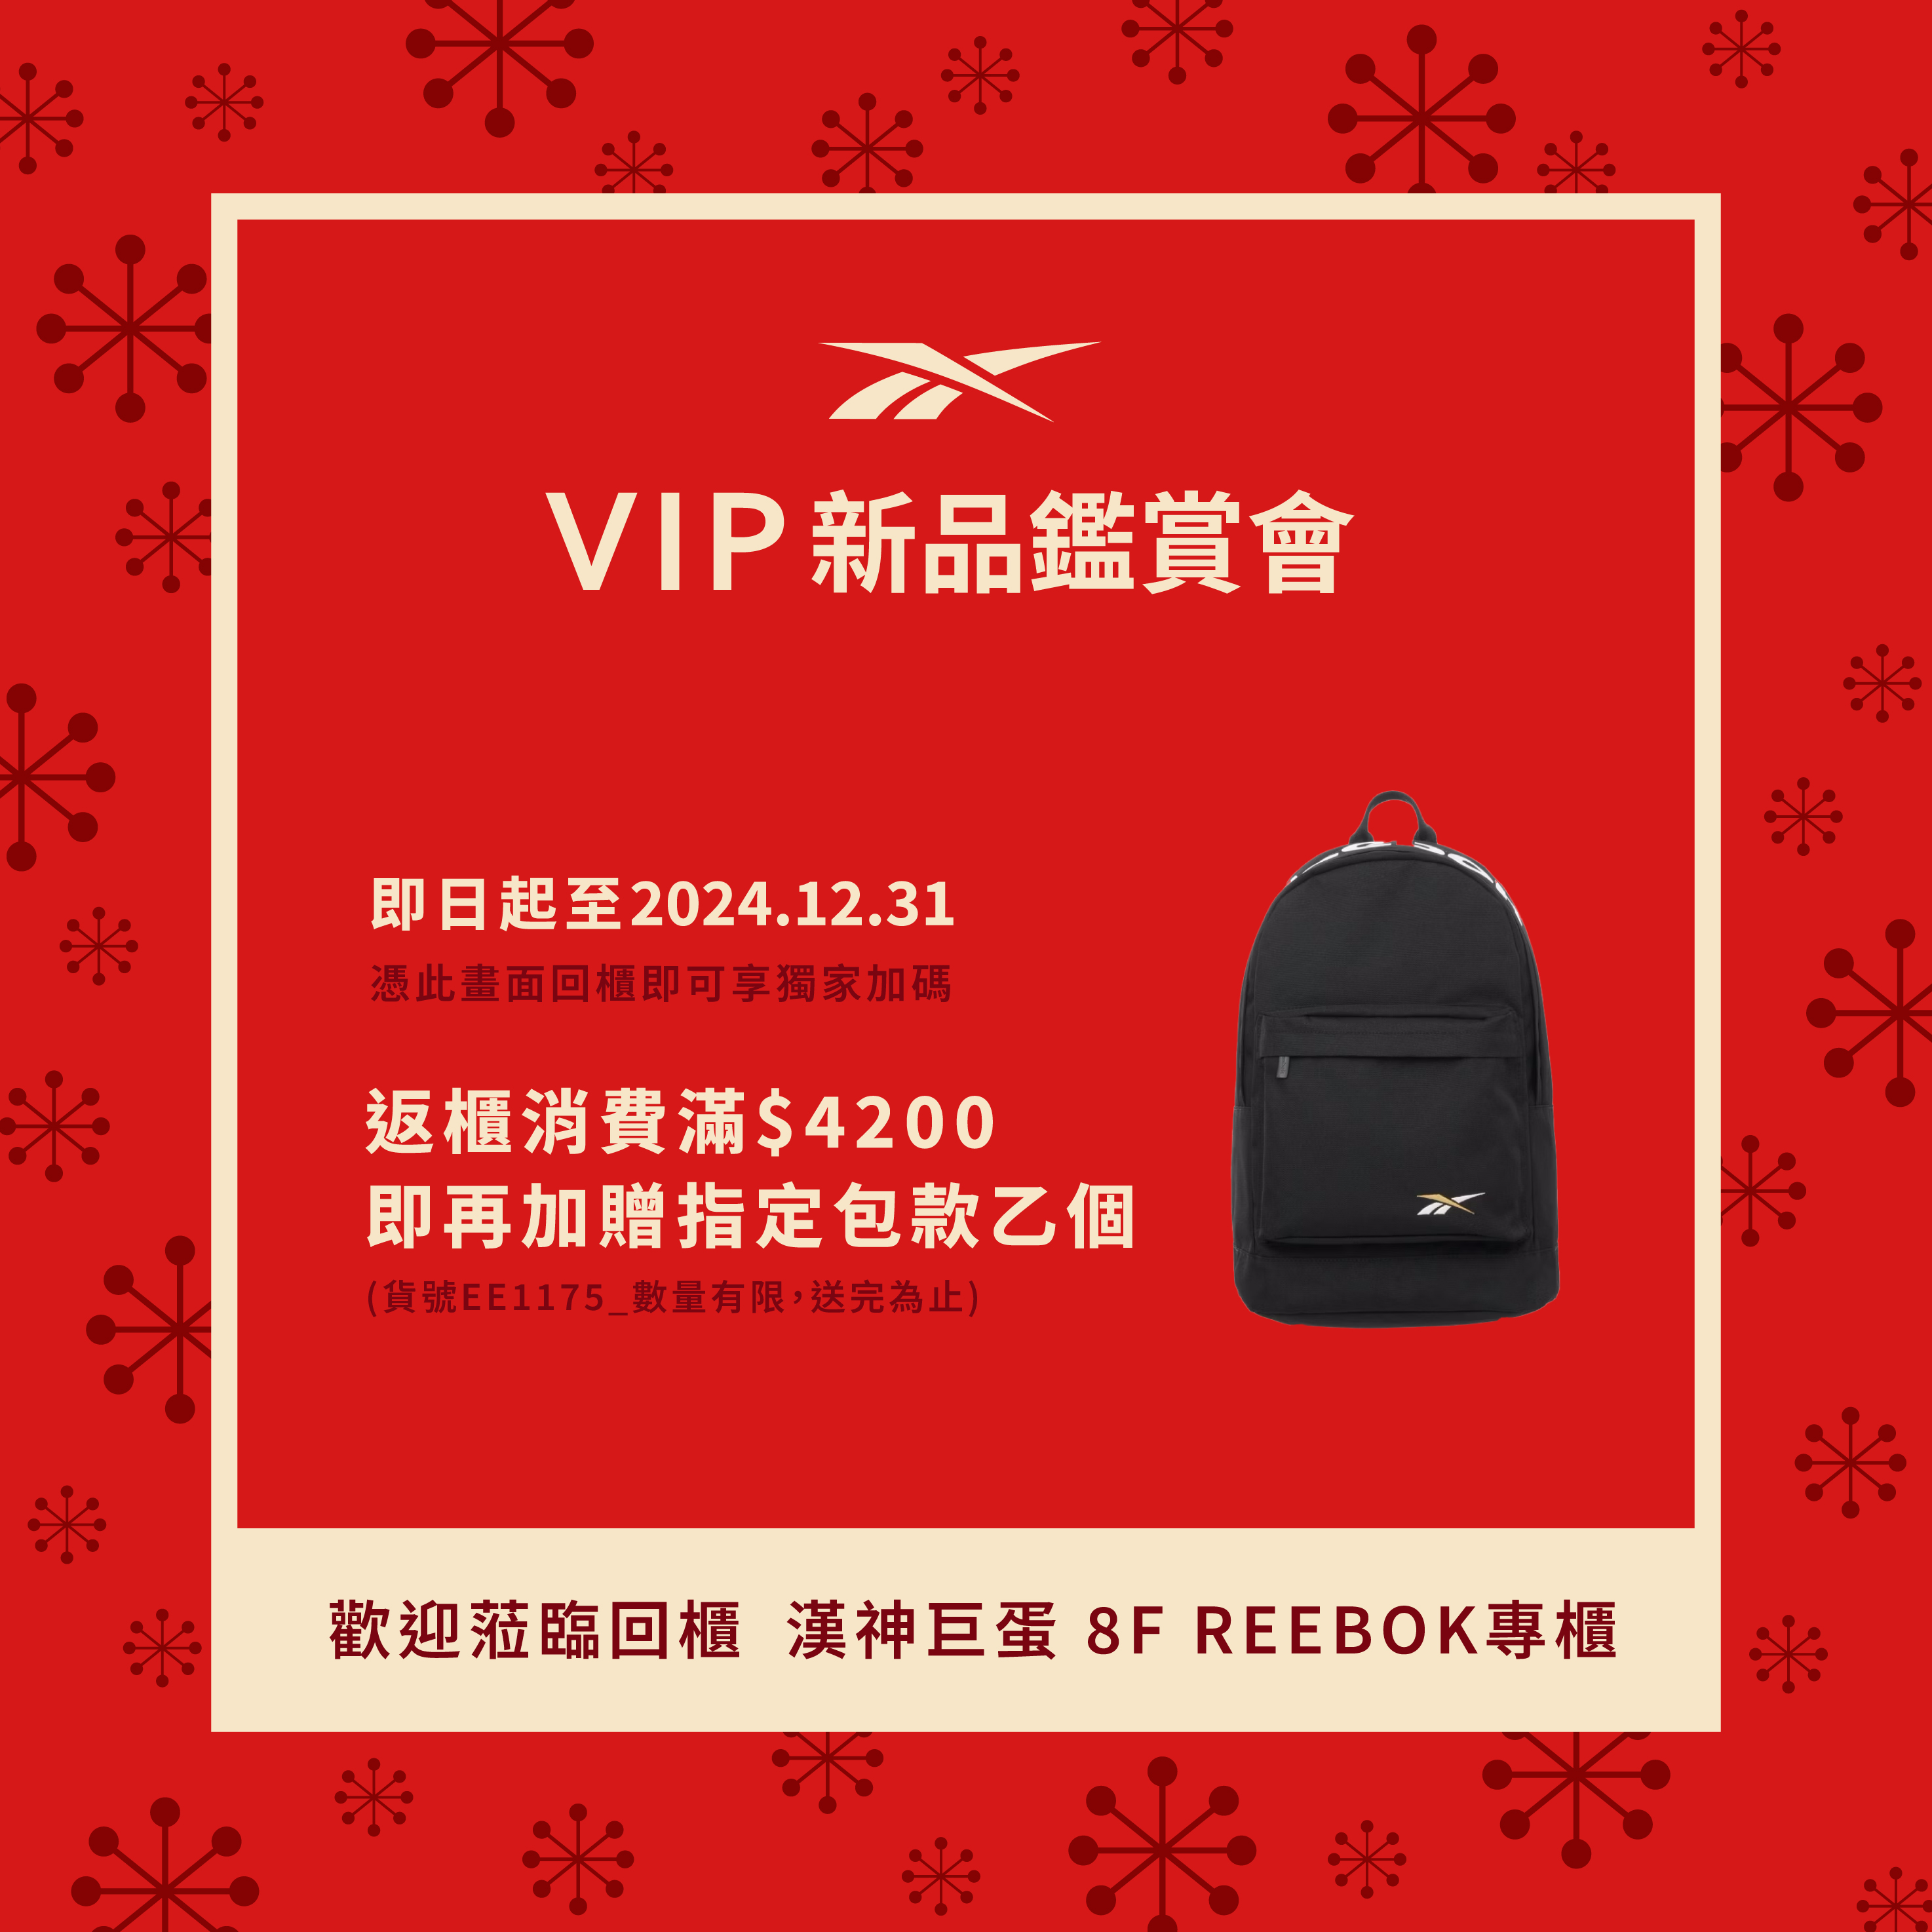 VIP 新品鑑賞會
即日起至2024.12.31
憑此畫面回櫃即可享獨家加碼
返櫃消費滿$4200
即再加贈指定包款乙個
(貨號EE1175_數量有限，送完為止)
歡迎蒞臨回櫃 漢神巨蛋 8F REEBOK專櫃